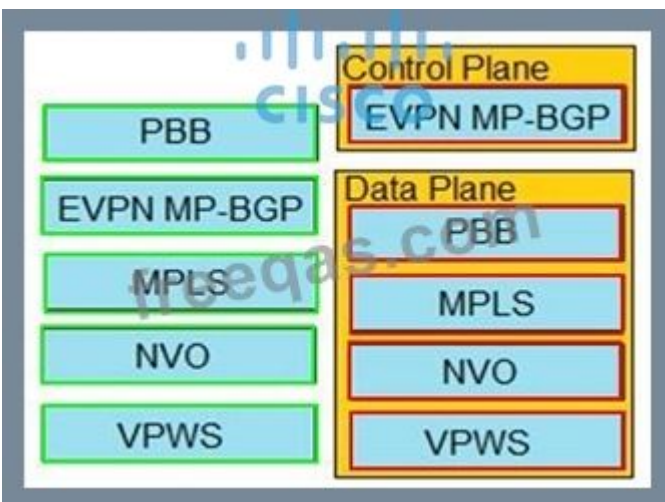 CISCO
PBB
EVPN MP-BGP
MPLS
NVO
VPWS
Control Plane
EVPN MP-BGP
Data Plane
PBB
MPLS
NVO
VPWS
freeqas.com